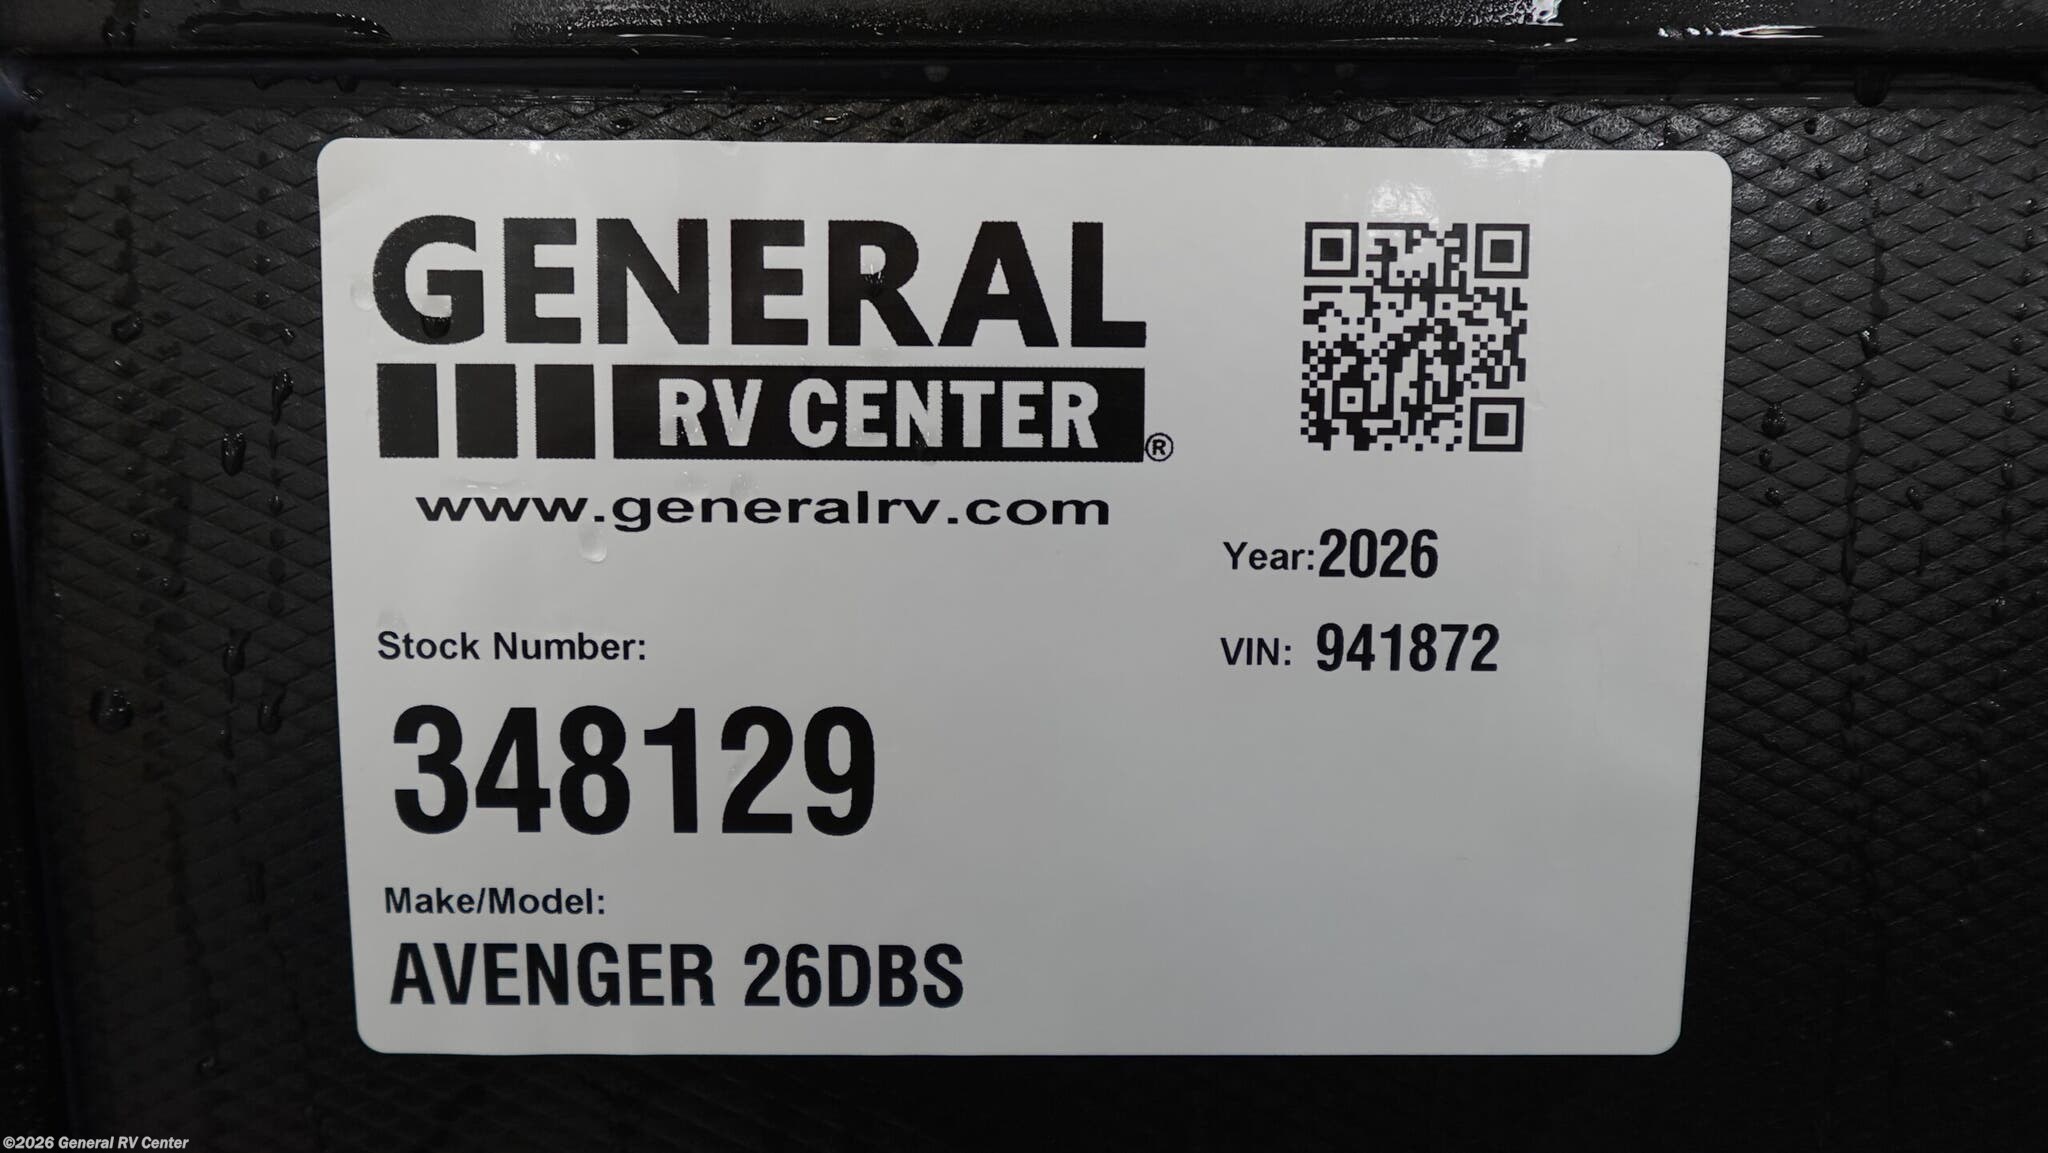 GENERAL
RV CENTER®
www.generalrv.com
Year:2026
VIN: 941872
Stock Number:
348129
Make/Model:
AVENGER 26DBS
©2026 General RV Center